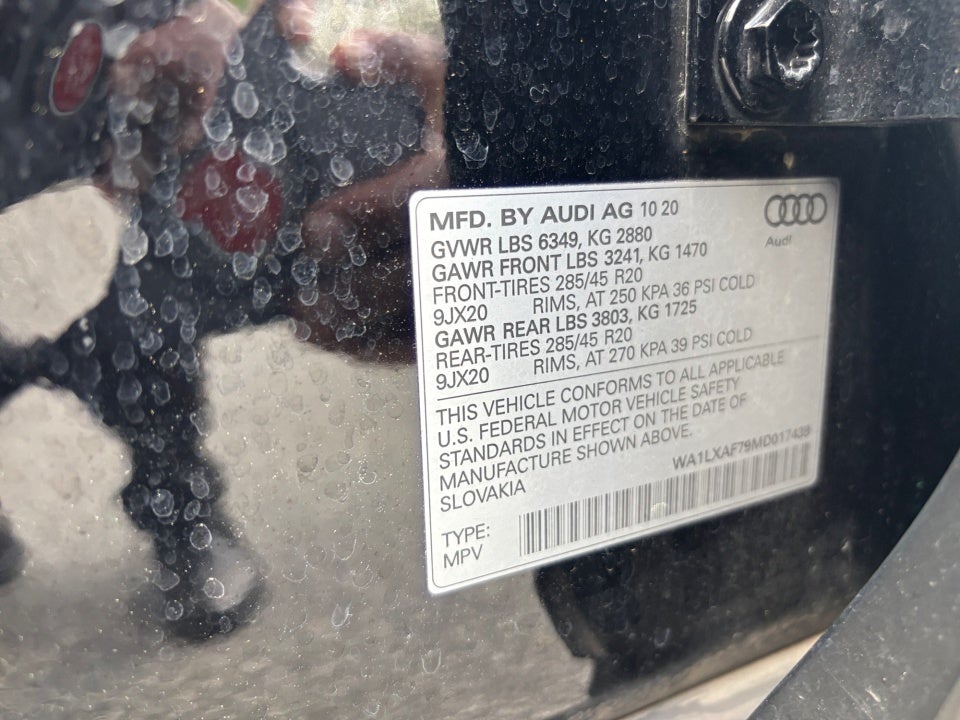 MFD. BY AUDI AG 10 20
Audi
GVWR LBS 6349, KG 2880
GAWR FRONT LBS 3241, KG 1470
FRONT-TIRES 285/45 R20
9JX20 RIMS, AT 250 KPA 36 PSI COLD
GAWR REAR LBS 3803, KG 1725
REAR-TIRES 285/45 R20
9JX20 RIMS, AT 270 KPA 39 PSI COLD
THIS VEHICLE CONFORMS TO ALL APPLICABLE
U.S. FEDERAL MOTOR VEHICLE SAFETY
STANDARDS IN EFFECT ON THE DATE OF
MANUFACTURE SHOWN ABOVE.
SLOVAKIA
WA1LXAF79MD017438
TYPE:
MPV